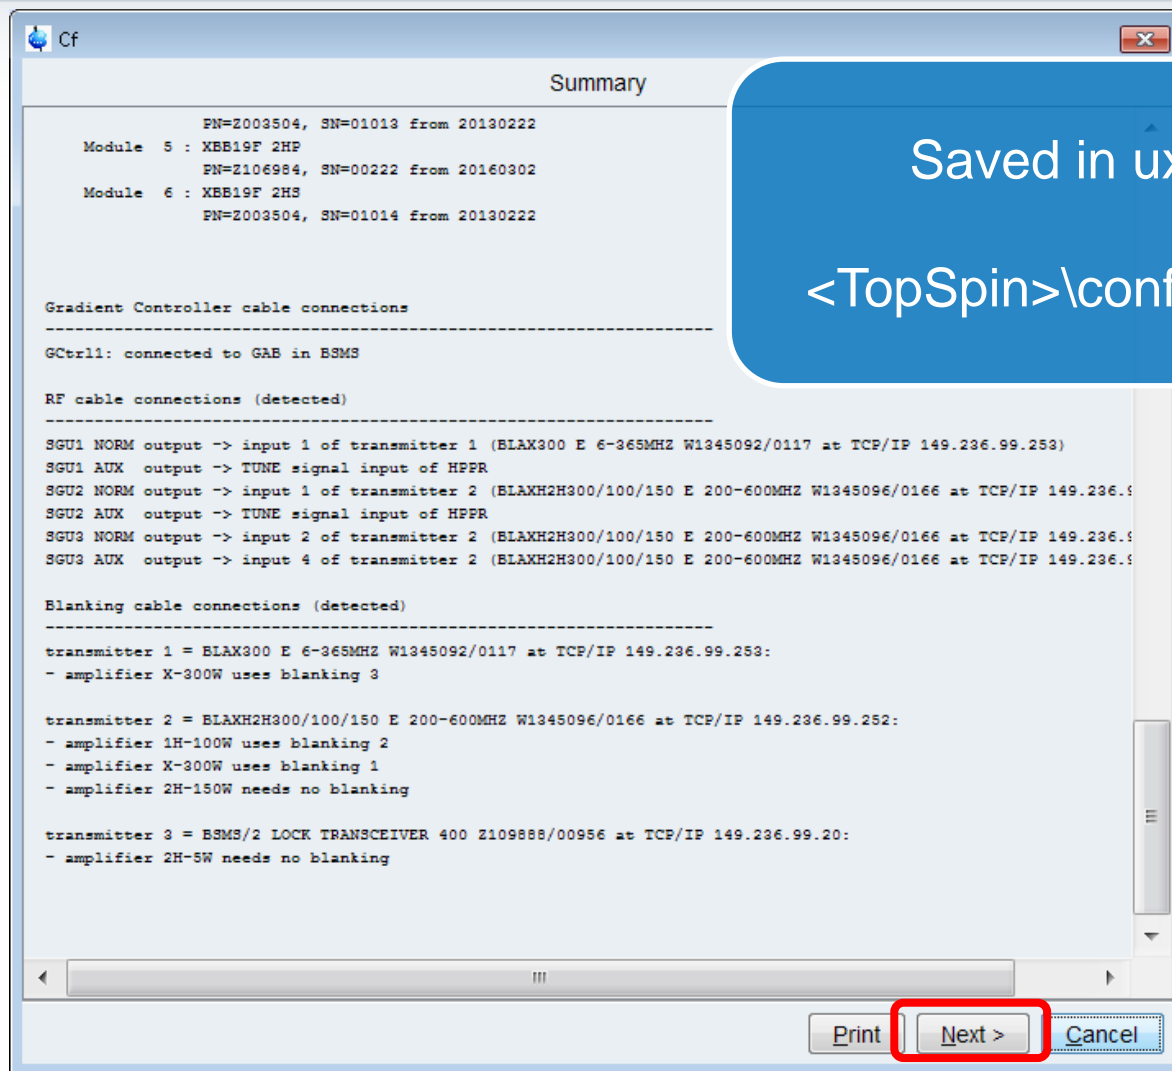 Cf
Summary
PN=Z003504, SN=01013 from 20130222
Module 5 : XBB19F 2HP
PN=Z106984, SN=00222 from 20160302
Module 6 : XBB19F 2HS
PN=Z003504, SN=01014 from 20130222
Saved in ux
<TopSpin>\conf
Gradient Controller cable connections
--------------------------------------------------------------------
GCtrl1: connected to GAB in BSMS
RF cable connections (detected)
--------------------------------------------------------------------
SGU1 NORM output -> input 1 of transmitter 1 (BLAX300 E 6-365MHZ W1345092/0117 at TCP/IP 149.236.99.253)
SGU1 AUX output -> TUNE signal input of HPPR
SGU2 NORM output -> input 1 of transmitter 2 (BLAXH2H300/100/150 E 200-600MHZ W1345096/0166 at TCP/IP 149.236.9
SGU2 AUX output -> TUNE signal input of HPPR
SGU3 NORM output -> input 2 of transmitter 2 (BLAXH2H300/100/150 E 200-600MHZ W1345096/0166 at TCP/IP 149.236.9
SGU3 AUX output -> input 4 of transmitter 2 (BLAXH2H300/100/150 E 200-600MHZ W1345096/0166 at TCP/IP 149.236.9
Blanking cable connections (detected)
--------------------------------------------------------------------
transmitter 1 = BLAX300 E 6-365MHZ W1345092/0117 at TCP/IP 149.236.99.253:
- amplifier X-300W uses blanking 3
transmitter 2 = BLAXH2H300/100/150 E 200-600MHZ W1345096/0166 at TCP/IP 149.236.99.252:
- amplifier 1H-100W uses blanking 2
- amplifier X-300W uses blanking 1
- amplifier 2H-150W needs no blanking
transmitter 3 = BSMS/2 LOCK TRANSCEIVER 400 Z109888/00956 at TCP/IP 149.236.99.20:
- amplifier 2H-5W needs no blanking
Print
Next >
Cancel